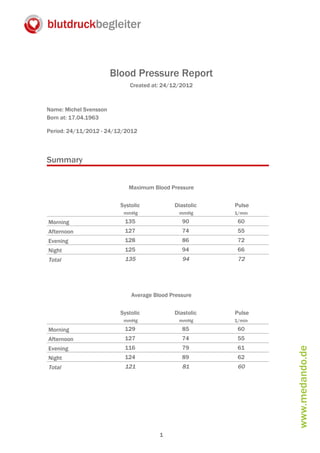 blutdruckbegleiter
Blood Pressure Report
Created at: 24/12/2012
Name: Michel Svensson
Born at: 17.04.1963
Period: 24/11/2012 - 24/12/2012
Summary
Maximum Blood Pressure
Systolic Diastolic Pulse
mmHg mmHg 1/min
Morning 135 90 60
Afternoon 127 74 55
Evening 128 86 72
Night 125 94 66
Total 135 94 72
Average Blood Pressure
Systolic Diastolic Pulse
mmHg mmHg 1/min
Morning 129 85 60
Afternoon 127 74 55
Evening 116 79 61
Night 124 89 62
Total 121 81 60
www.medando.de
1